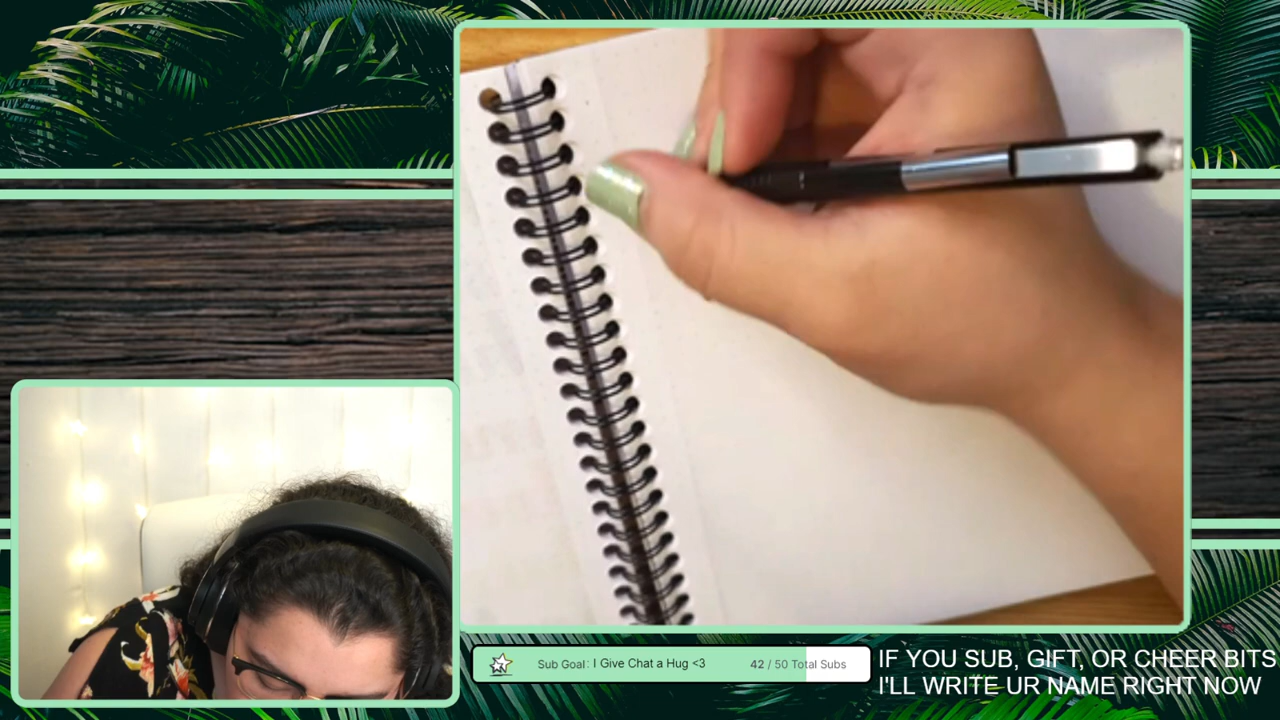 Sub Goal: I Give Chat a Hug <3 42 / 50 Total Subs
IF YOU SUB, GIFT, OR CHEER BITS
I'LL WRITE UR NAME RIGHT NOW